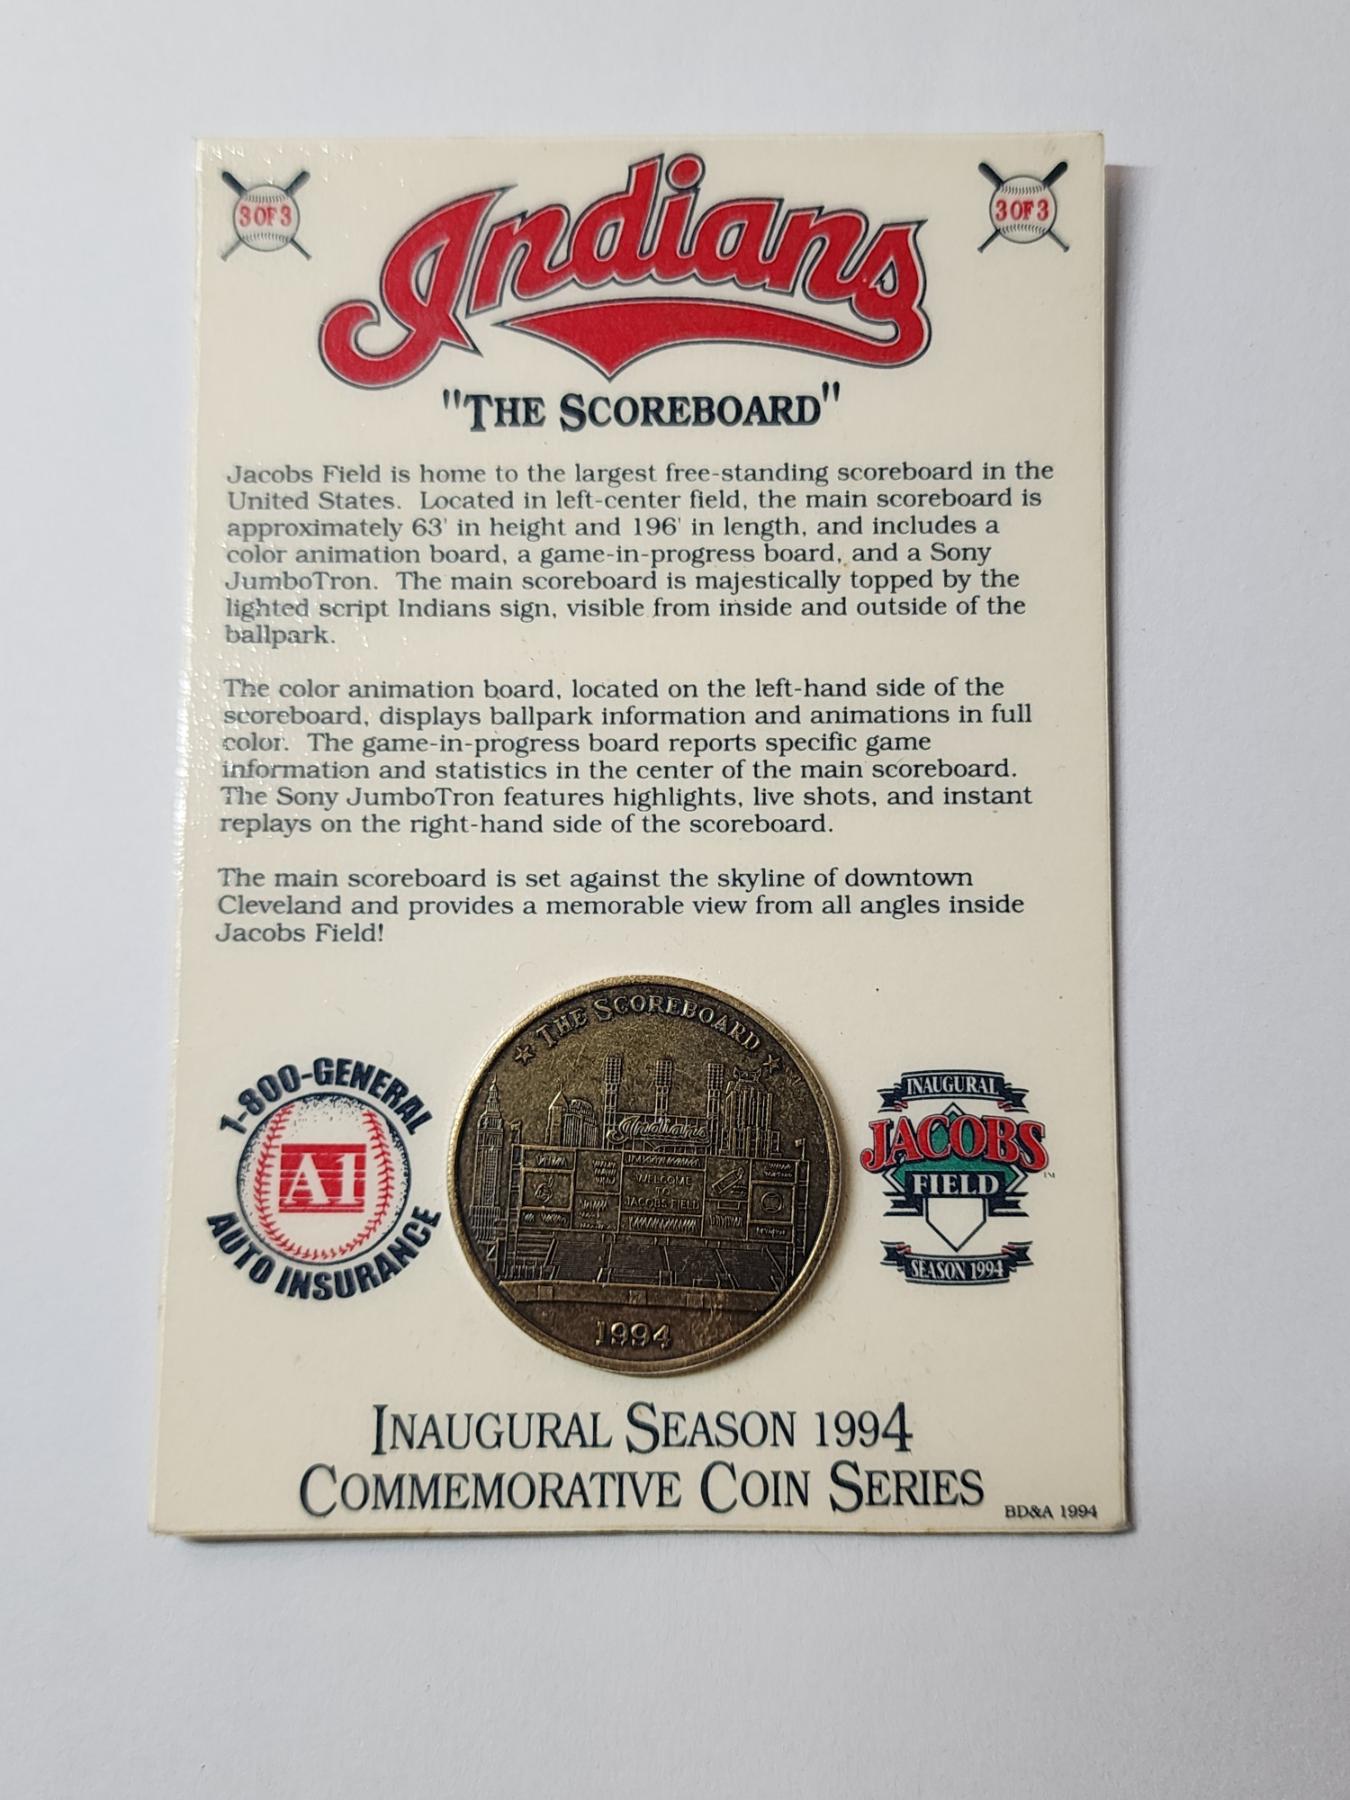 3 OF 3
Indians
3 OF 3
"THE SCOREBOARD"
Jacobs Field is home to the largest free-standing scoreboard in the
United States. Located in left-center field, the main scoreboard is
approximately 63' in height and 196' in length, and includes a
color animation board, a game-in-progress board, and a Sony
JumboTron. The main scoreboard is majestically topped by the
lighted script Indians sign, visible from inside and outside of the
ballpark.
The color animation board, located on the left-hand side of the
scoreboard, displays ballpark information and animations in full
color. The game-in-progress board reports specific game
information and statistics in the center of the main scoreboard.
The Sony JumboTron features highlights, live shots, and instant
replays on the right-hand side of the scoreboard.
The main scoreboard is set against the skyline of downtown
Cleveland and provides a memorable view from all angles inside
Jacobs Field!
1-800-GENERAL
A1
AUTO INSURANCE
THE SCOREBOARD
Indians
WELCOME
TO
JACOBS FIELD
1994
INAUGURAL
JACOBS
FIELD
TM
SEASON 1994
INAUGURAL SEASON 1994
COMMEMORATIVE COIN SERIES
BD&A 1994